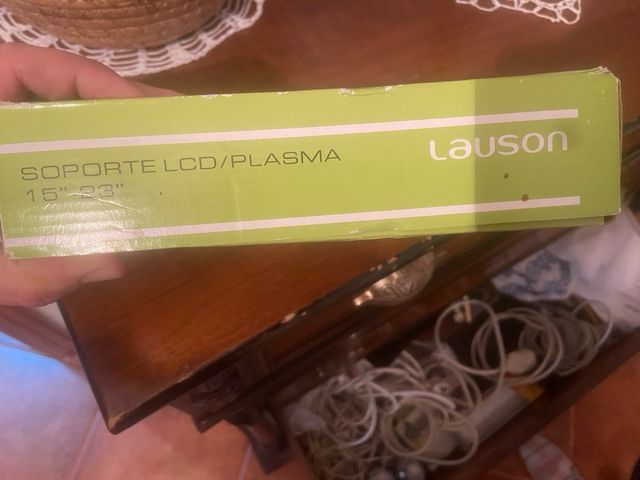 SOPORTE LCD/PLASMA
15" 23"
Lauson